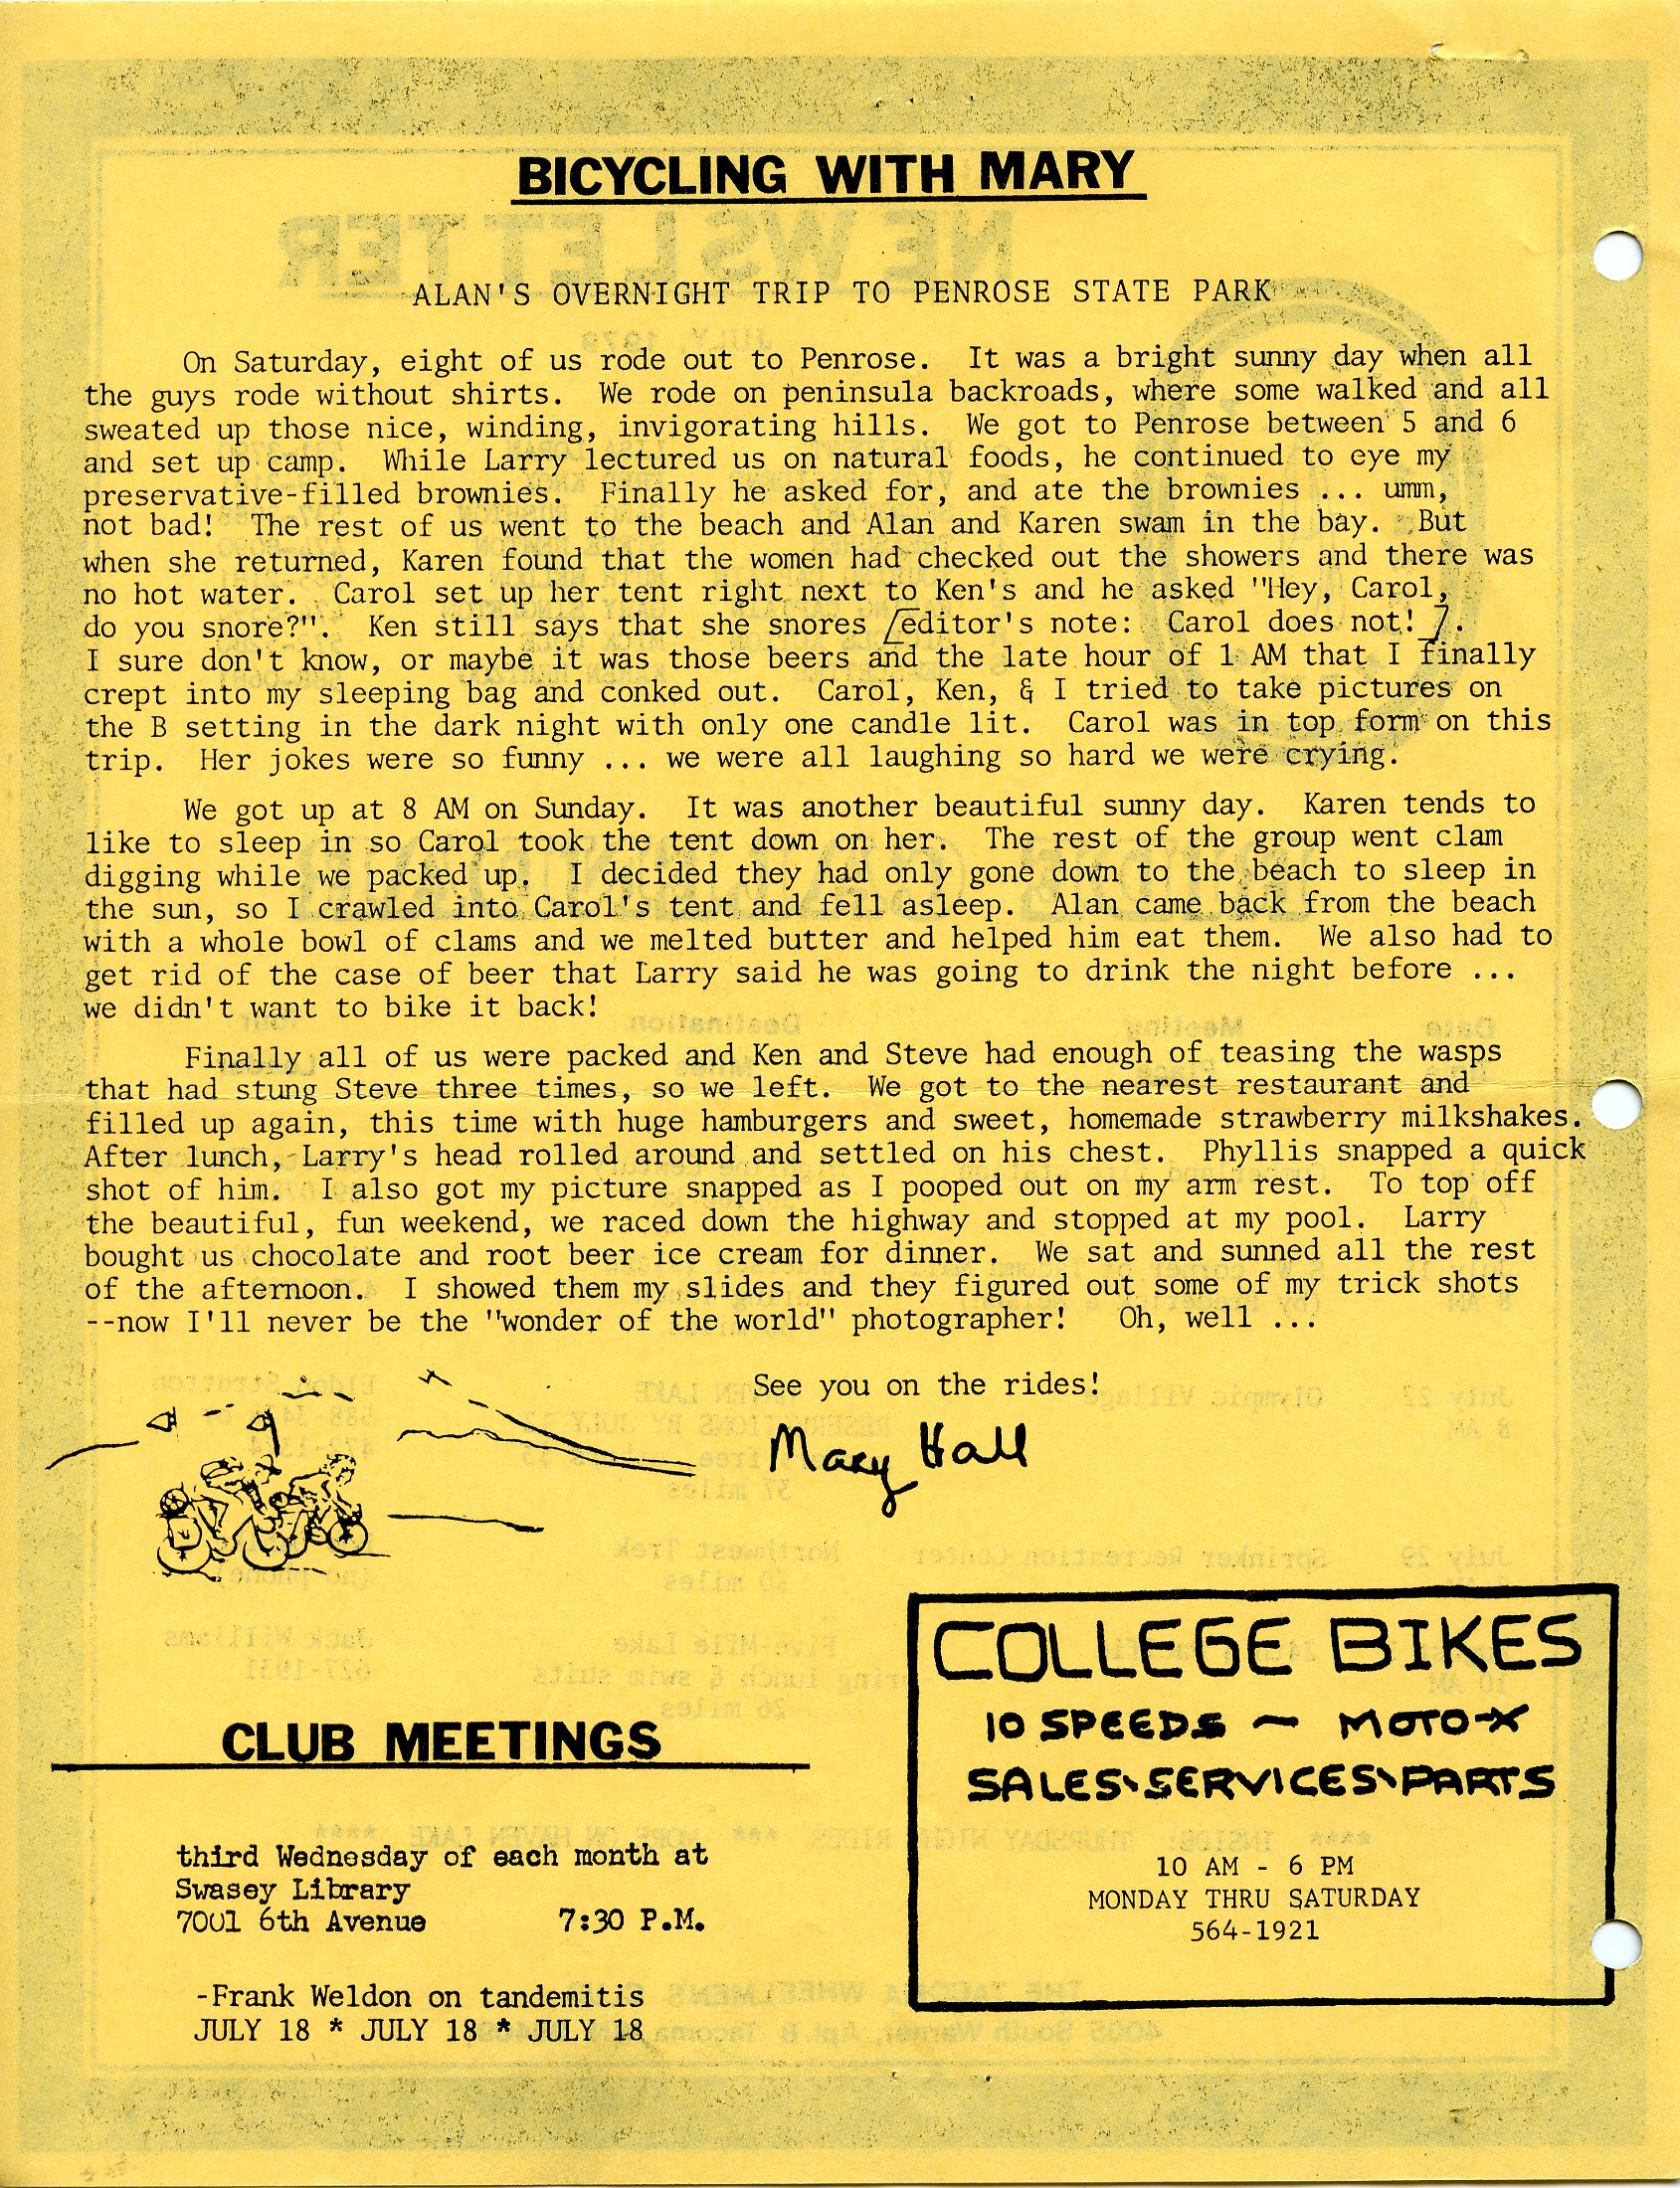 BICYCLING WITH MARY
ALAN'S OVERNIGHT TRIP TO PENROSE STATE PARK
On Saturday, eight of us rode out to Penrose. It was a bright sunny day when all
the guys rode without shirts. We rode on peninsula backroads, where some walked and all
sweated up those nice, winding, invigorating hills. We got to Penrose between 5 and 6
and set up camp. While Larry lectured us on natural foods, he continued to eye my
preservative-filled brownies. Finally he asked for, and ate the brownies ... umm,
not bad! The rest of us went to the beach and Alan and Karen swam in the bay. But
when she returned, Karen found that the women had checked out the showers and there was
no hot water. Carol set up her tent right next to Ken's and he asked "Hey, Carol,
do you snore?". Ken still says that she snores [editor's note: Carol does not!].
I sure don't know, or maybe it was those beers and the late hour of 1 AM that I finally
crept into my sleeping bag and conked out. Carol, Ken, & I tried to take pictures on
the B setting in the dark night with only one candle lit. Carol was in top form on this
trip. Her jokes were so funny ... we were all laughing so hard we were crying.
We got up at 8 AM on Sunday. It was another beautiful sunny day. Karen tends to
like to sleep in so Carol took the tent down on her. The rest of the group went clam
digging while we packed up. I decided they had only gone down to the beach to sleep in
the sun, so I crawled into Carol's tent and fell asleep. Alan came back from the beach
with a whole bowl of clams and we melted butter and helped him eat them. We also had to
get rid of the case of beer that Larry said he was going to drink the night before ...
we didn't want to bike it back!
Finally all of us were packed and Ken and Steve had enough of teasing the wasps
that had stung Steve three times, so we left. We got to the nearest restaurant and
filled up again, this time with huge hamburgers and sweet, homemade strawberry milkshakes.
After lunch, Larry's head rolled around and settled on his chest. Phyllis snapped a quick
shot of him. I also got my picture snapped as I pooped out on my arm rest. To top off
the beautiful, fun weekend, we raced down the highway and stopped at my pool. Larry
bought us chocolate and root beer ice cream for dinner. We sat and sunned all the rest
of the afternoon. I showed them my slides and they figured out some of my trick shots
--now I'll never be the "wonder of the world" photographer! Oh, well ...
See you on the rides!
Mary Hall
CLUB MEETINGS
third Wednesday of each month at
Swasey Library
7001 6th Avenue 7:30 P.M.
-Frank Weldon on tandemitis
JULY 18 * JULY 18 * JULY 18
COLLEGE BIKES
10 SPEEDS ~ MOTO-X
SALES\SERVICES\PARTS
10 AM - 6 PM
MONDAY THRU SATURDAY
564-1921